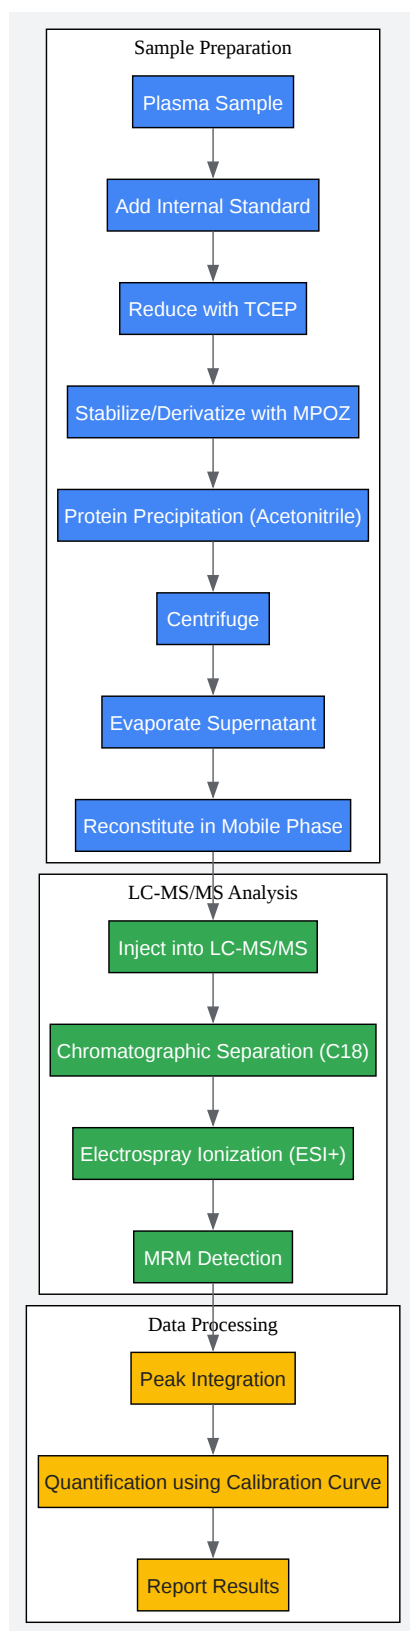 Sample Preparation
Plasma Sample
Add Internal Standard
Reduce with TCEP
Stabilize/Derivatize with MPOZ
Protein Precipitation (Acetonitrile)
Centrifuge
Evaporate Supernatant
Reconstitute in Mobile Phase
LC-MS/MS Analysis
Inject into LC-MS/MS
Chromatographic Separation (C18)
Electrospray Ionization (ESI+)
MRM Detection
Data Processing
Peak Integration
Quantification using Calibration Curve
Report Results